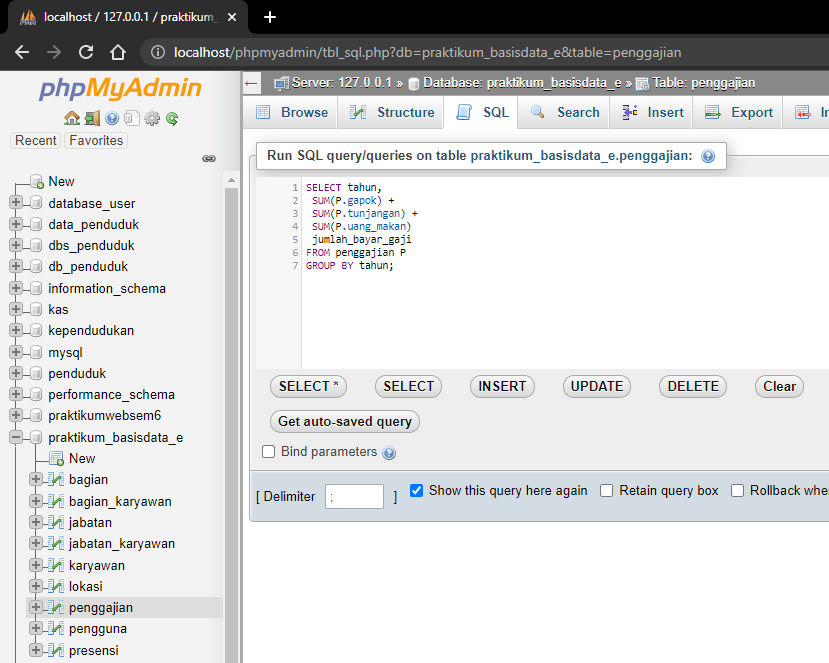 localhost / 127.0.0.1 / praktikum_
localhost/phpmyadmin/tbl_sql.php?db=praktikum_basisdata_e&table=penggajian
phpMyAdmin
Recent Favorites
New
database_user
data_penduduk
dbs_penduduk
db_penduduk
information_schema
kas
kependudukan
mysql
penduduk
performance_schema
praktikumwebsem6
praktikum_basisdata_e
New
bagian
bagian_karyawan
jabatan
jabatan_karyawan
karyawan
lokasi
penggajian
pengguna
presensi
Server: 127.0.0.1 » Database: praktikum_basisdata_e » Table: penggajian
Browse Structure SQL Search Insert Export
Run SQL query/queries on table praktikum_basisdata_e.penggajian:
1 SELECT tahun,
2 SUM(P.gapok) +
3 SUM(P.tunjangan) +
4 SUM(P.uang_makan)
5 jumlah_bayar_gaji
6 FROM penggajian P
7 GROUP BY tahun;
SELECT * SELECT INSERT UPDATE DELETE Clear
Get auto-saved query
Bind parameters
[ Delimiter ; ] Show this query here again Retain query box Rollback whe